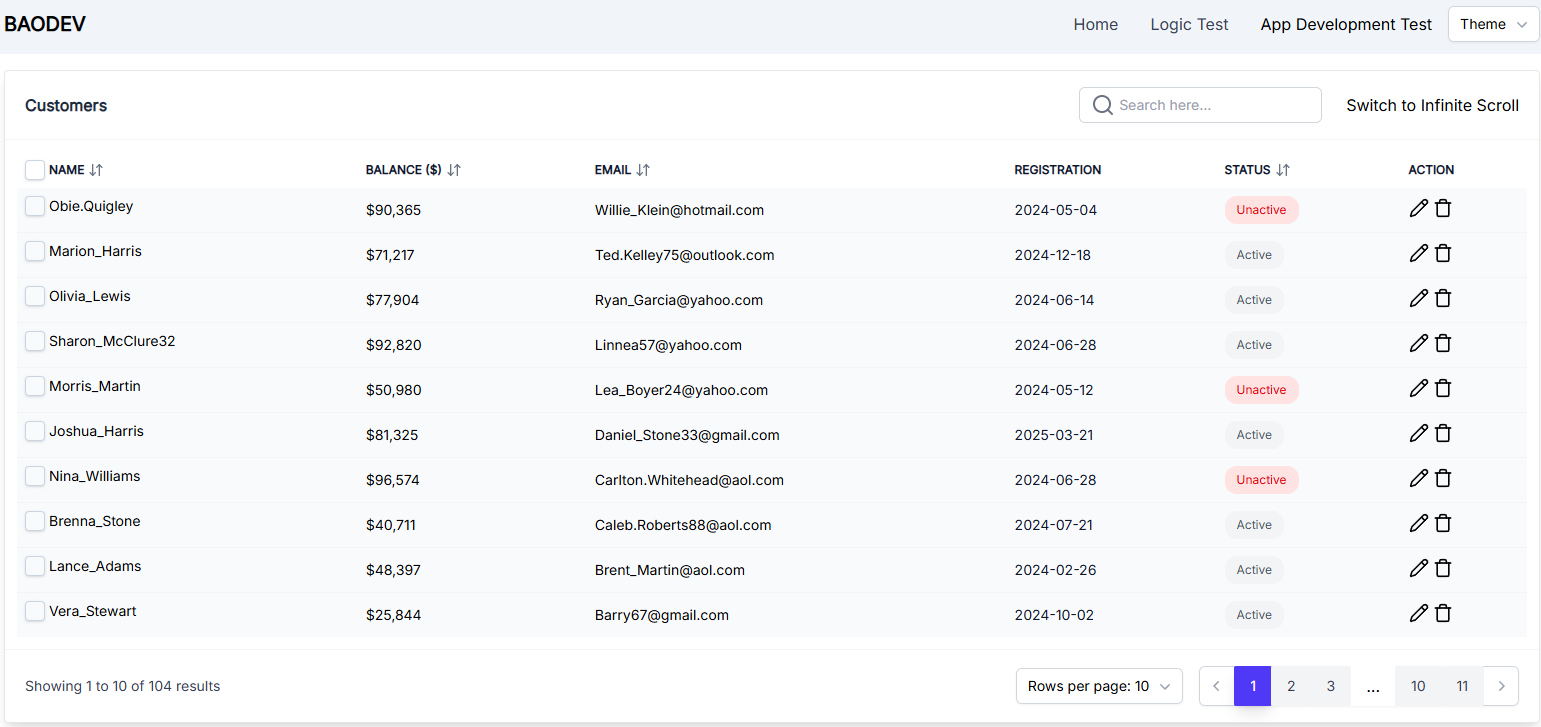 BAODEV Home Logic Test App Development Test Theme
Customers Search here... Switch to Infinite Scroll
NAME BALANCE ($) EMAIL REGISTRATION STATUS ACTION
Obie.Quigley $90,365 Willie_Klein@hotmail.com 2024-05-04 Unactive
Marion_Harris $71,217 Ted.Kelley75@outlook.com 2024-12-18 Active
Olivia_Lewis $77,904 Ryan_Garcia@yahoo.com 2024-06-14 Active
Sharon_McClure32 $92,820 Linnea57@yahoo.com 2024-06-28 Active
Morris_Martin $50,980 Lea_Boyer24@yahoo.com 2024-05-12 Unactive
Joshua_Harris $81,325 Daniel_Stone33@gmail.com 2025-03-21 Active
Nina_Williams $96,574 Carlton.Whitehead@aol.com 2024-06-28 Unactive
Brenna_Stone $40,711 Caleb.Roberts88@aol.com 2024-07-21 Active
Lance_Adams $48,397 Brent_Martin@aol.com 2024-02-26 Active
Vera_Stewart $25,844 Barry67@gmail.com 2024-10-02 Active
Showing 1 to 10 of 104 results Rows per page: 10 1 2 3 ... 10 11